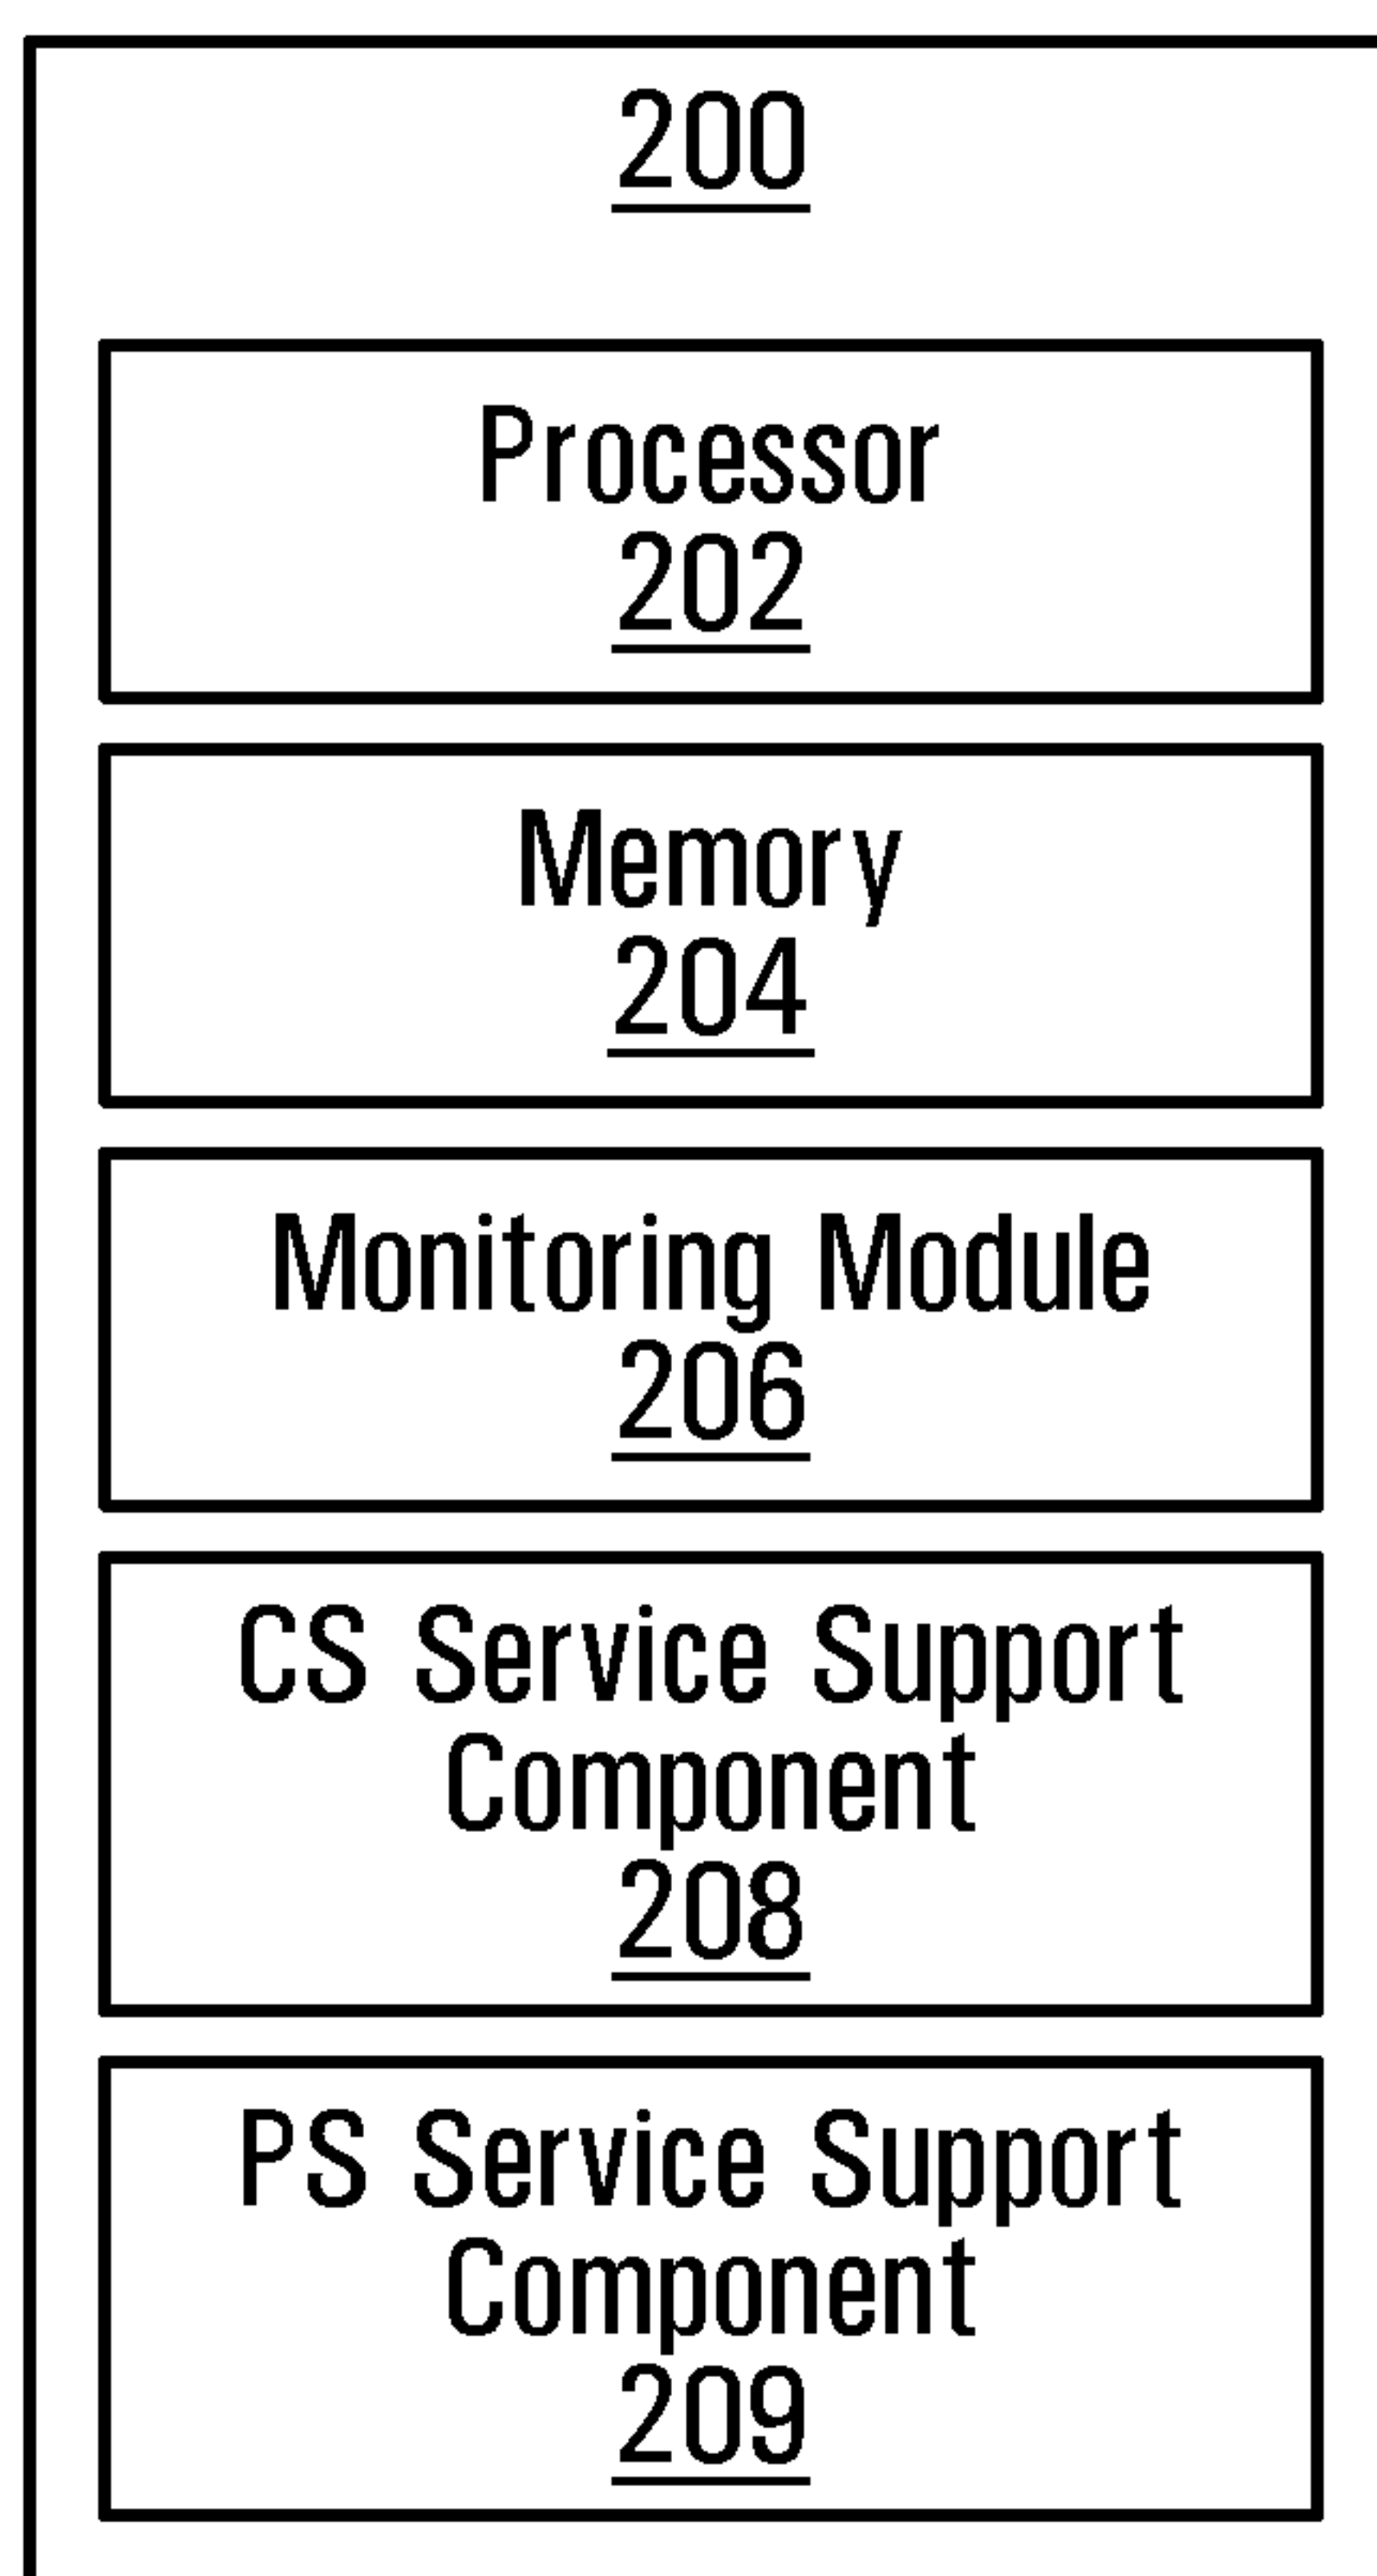 200
Processor
202
Memory
204
Monitoring Module
206
CS Service Support
Component
208
PS Service Support
Component
209